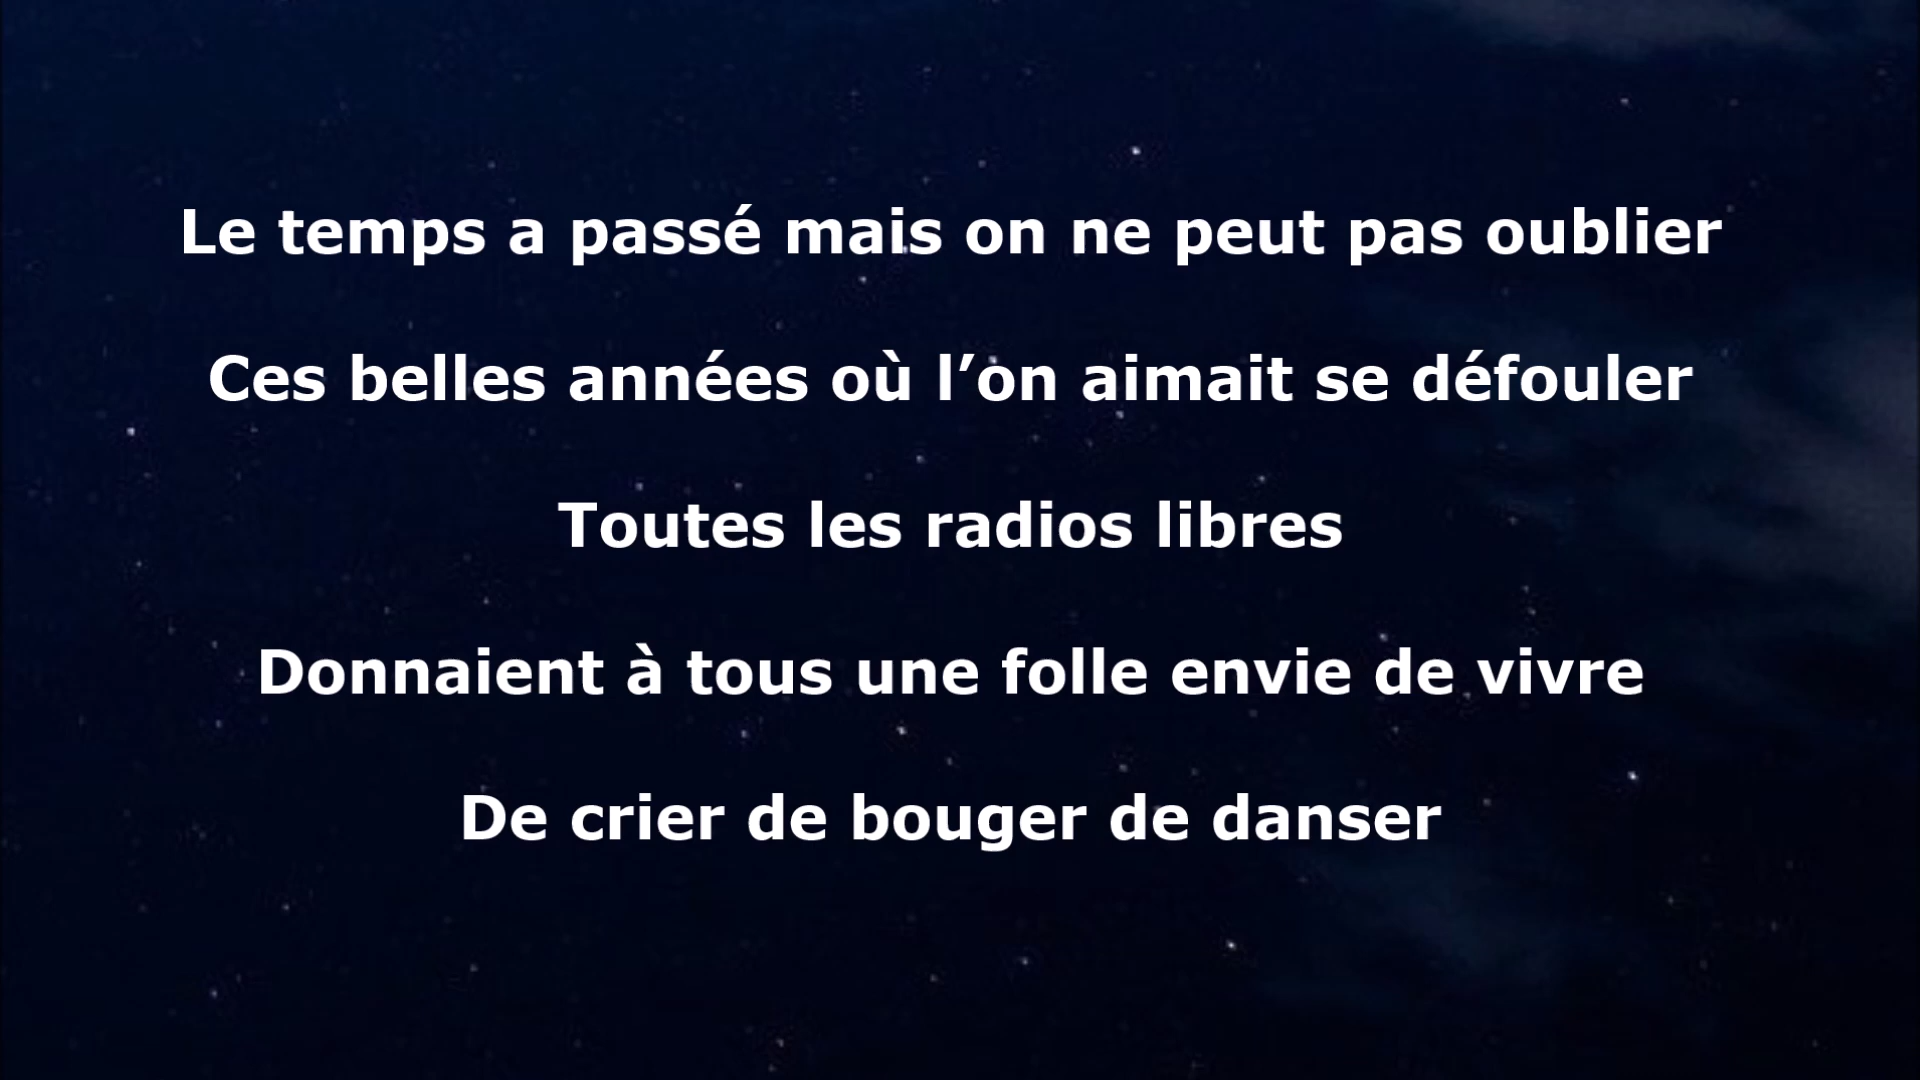 Le temps a passé mais on ne peut pas oublier
Ces belles années où l’on aimait se défouler
Toutes les radios libres
Donnaient à tous une folle envie de vivre
De crier de bouger de danser